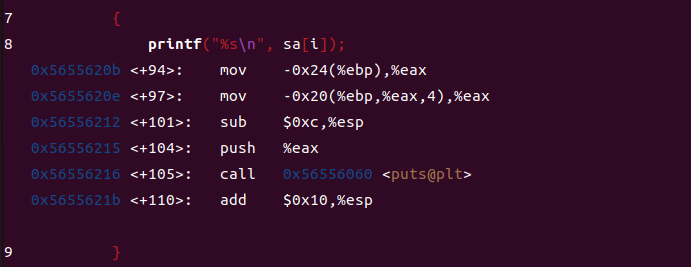 7 {
8 printf("%s\n", sa[i]);
0x5655620b <+94>: mov -0x24(%ebp),%eax
0x5655620e <+97>: mov -0x20(%ebp,%eax,4),%eax
0x56556212 <+101>: sub $0xc,%esp
0x56556215 <+104>: push %eax
0x56556216 <+105>: call 0x56556060 <puts@plt>
0x5655621b <+110>: add $0x10,%esp
9 }